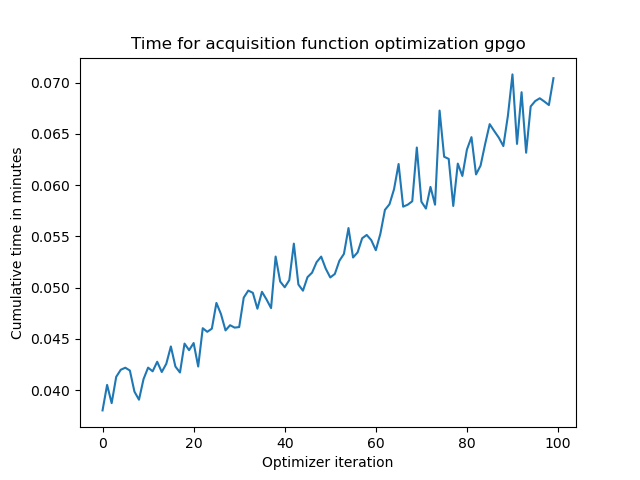 Time for acquisition function optimization gpgo
Cumulative time in minutes
0.070
0.065
0.060
0.055
0.050
0.045
0.040
0 20 40 60 80 100
Optimizer iteration